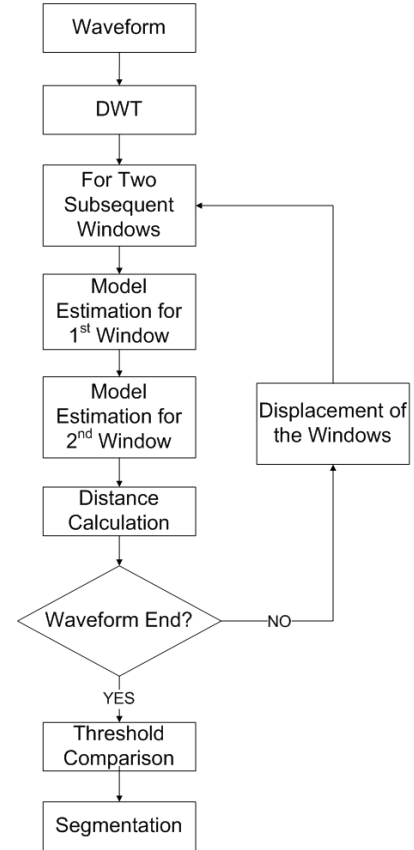 Waveform
DWT
For Two
Subsequent
Windows
Model
Estimation for
1st Window
Model
Estimation for
2nd Window
Displacement of
the Windows
Distance
Calculation
Waveform End?
NO
YES
Threshold
Comparison
Segmentation